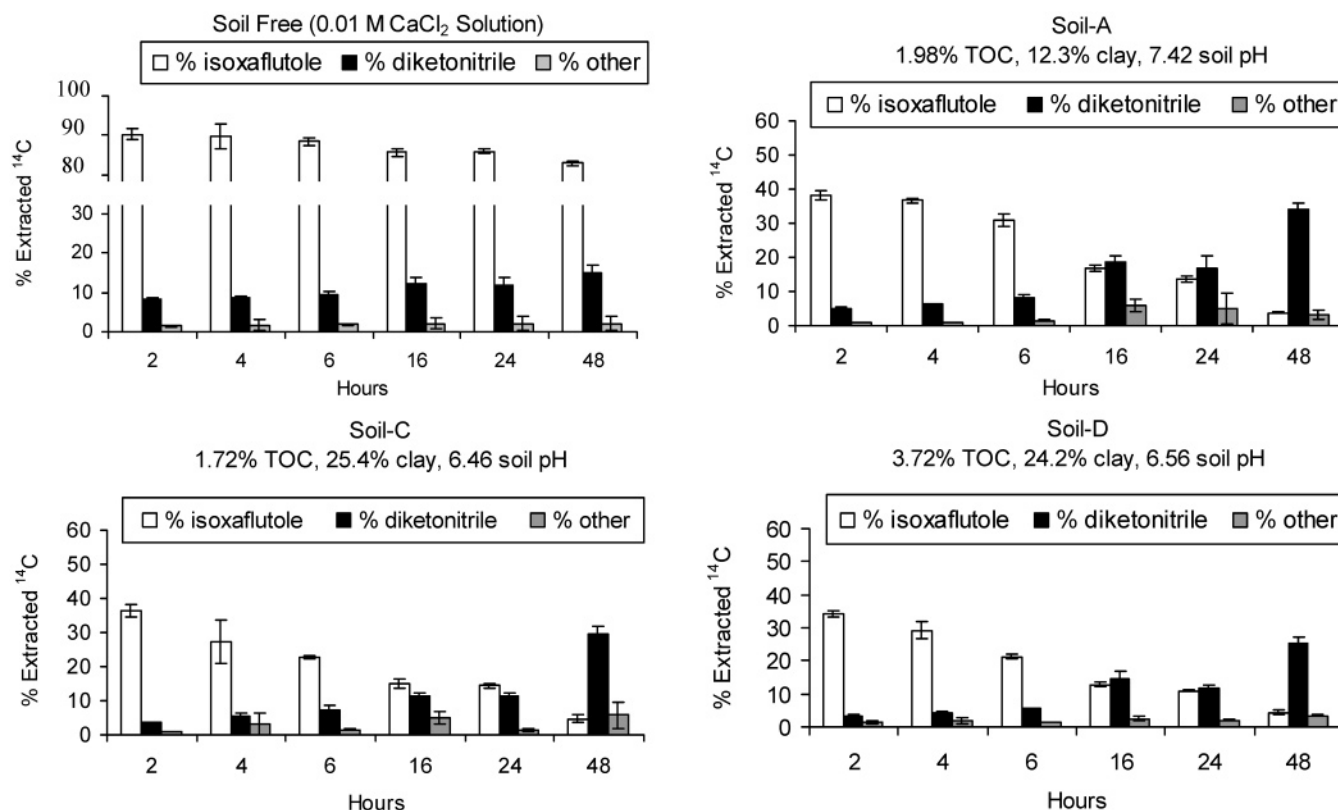 Soil Free (0.01 M CaCl₂ Solution)
% isoxaflutole % diketonitrile % other
% Extracted ¹⁴C
100
90
80
30
20
10
0
2 4 6 16 24 48
Hours
Soil-A
1.98% TOC, 12.3% clay, 7.42 soil pH
% isoxaflutole % diketonitrile % other
% Extracted ¹⁴C
60
50
40
30
20
10
0
2 4 6 16 24 48
Hours
Soil-C
1.72% TOC, 25.4% clay, 6.46 soil pH
% isoxaflutole % diketonitrile % other
% Extracted ¹⁴C
60
50
40
30
20
10
0
2 4 6 16 24 48
Hours
Soil-D
3.72% TOC, 24.2% clay, 6.56 soil pH
% isoxaflutole % diketonitrile % other
% Extracted ¹⁴C
60
50
40
30
20
10
0
2 4 6 16 24 48
Hours